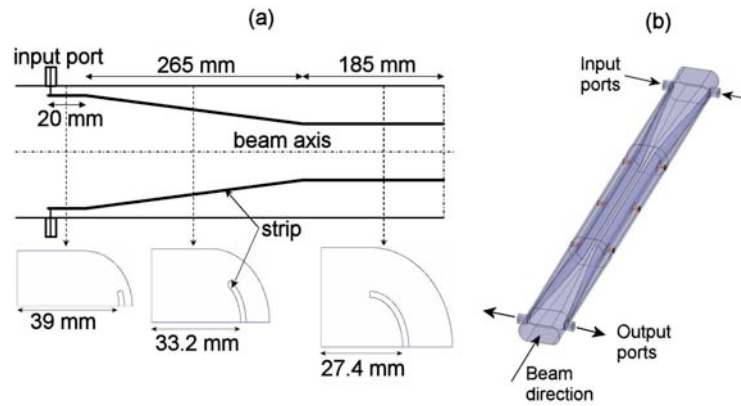 (a)
input port
265 mm
185 mm
20 mm
beam axis
strip
39 mm
33.2 mm
27.4 mm
(b)
Input
ports
Output
ports
Beam
direction